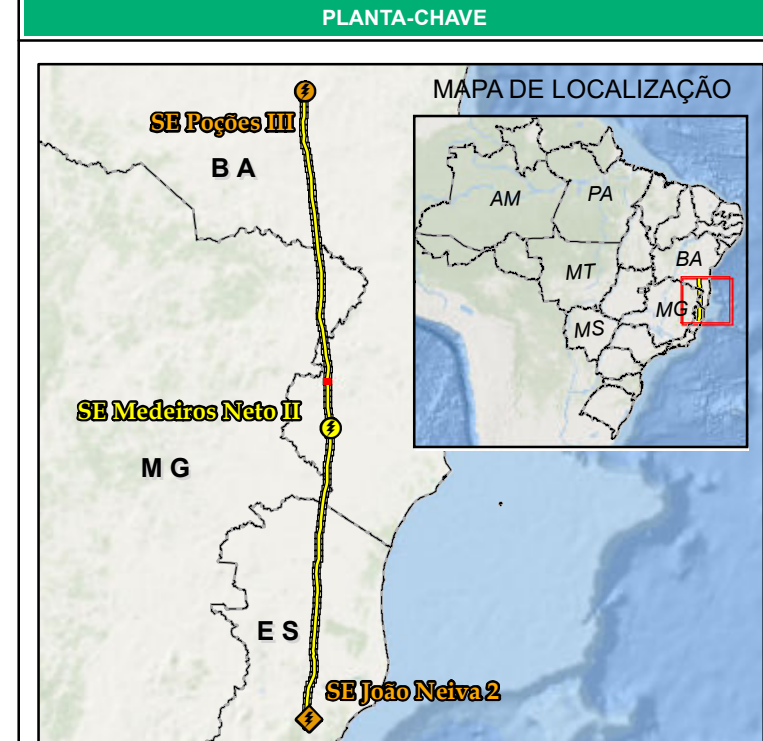 PLANTA-CHAVE
MAPA DE LOCALIZAÇÃO
SE Poções III
B A
AM
PA
BA
MT
MG
MS
SE Medeiros Neto II
M G
E S
SE João Neiva 2